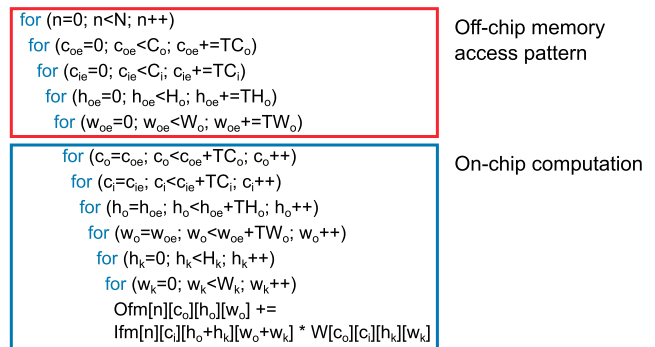 for (n=0; n<N; n++)
for (cₒₑ=0; cₒₑ<Cₒ; cₒₑ+=TCₒ)
for (cᵢₑ=0; cᵢₑ<Cᵢ; cᵢₑ+=TCᵢ)
for (hₒₑ=0; hₒₑ<Hₒ; hₒₑ+=THₒ)
for (wₒₑ=0; wₒₑ<Wₒ; wₒₑ+=TWₒ)
Off-chip memory
access pattern
for (cₒ=cₒₑ; cₒ<cₒₑ+TCₒ; cₒ++)
for (cᵢ=cᵢₑ; cᵢ<cᵢₑ+TCᵢ; cᵢ++)
for (hₒ=hₒₑ; hₒ<hₒₑ+THₒ; hₒ++)
for (wₒ=wₒₑ; wₒ<wₒₑ+TWₒ; wₒ++)
for (hₖ=0; hₖ<Hₖ; hₖ++)
for (wₖ=0; wₖ<Wₖ; wₖ++)
Ofm[n][cₒ][hₒ][wₒ] +=
Ifm[n][cᵢ][hₒ+hₖ][wₒ+wₖ] * W[cₒ][cᵢ][hₖ][wₖ]
On-chip computation